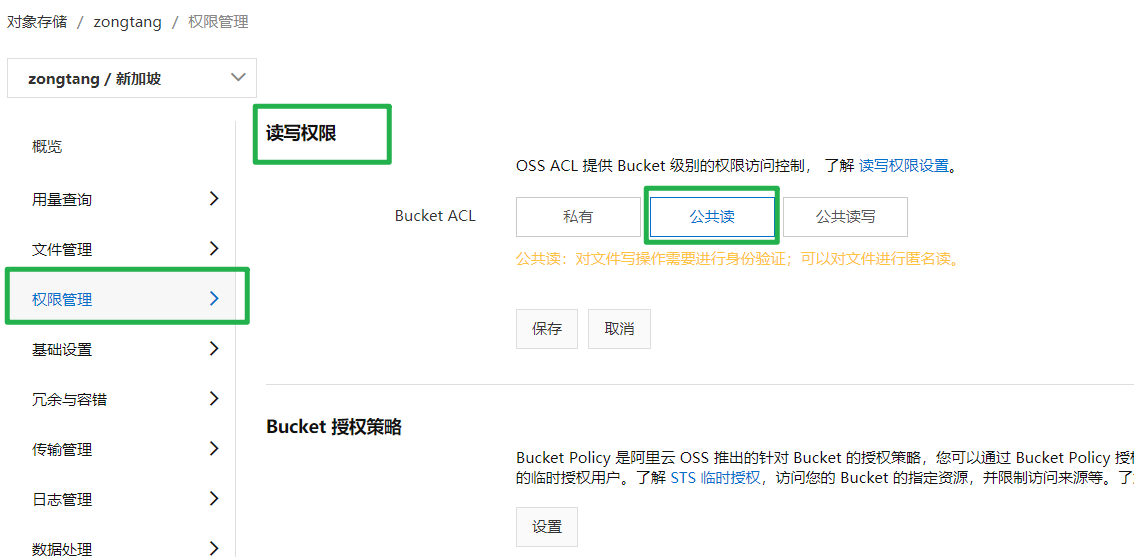 对象存储 / zongtang / 权限管理
zongtang / 新加坡
概览
用量查询
文件管理
权限管理
基础设置
冗余与容错
传输管理
日志管理
数据处理
读写权限
OSS ACL 提供 Bucket 级别的权限访问控制， 了解 读写权限设置。
Bucket ACL 私有 公共读 公共读写
公共读：对文件写操作需要进行身份验证；可以对文件进行匿名读。
保存 取消
Bucket 授权策略
Bucket Policy 是阿里云 OSS 推出的针对 Bucket 的授权策略，您可以通过 Bucket Policy 授权
的临时授权用户。了解 STS 临时授权，访问您的 Bucket 的指定资源，并限制访问来源等。了
设置